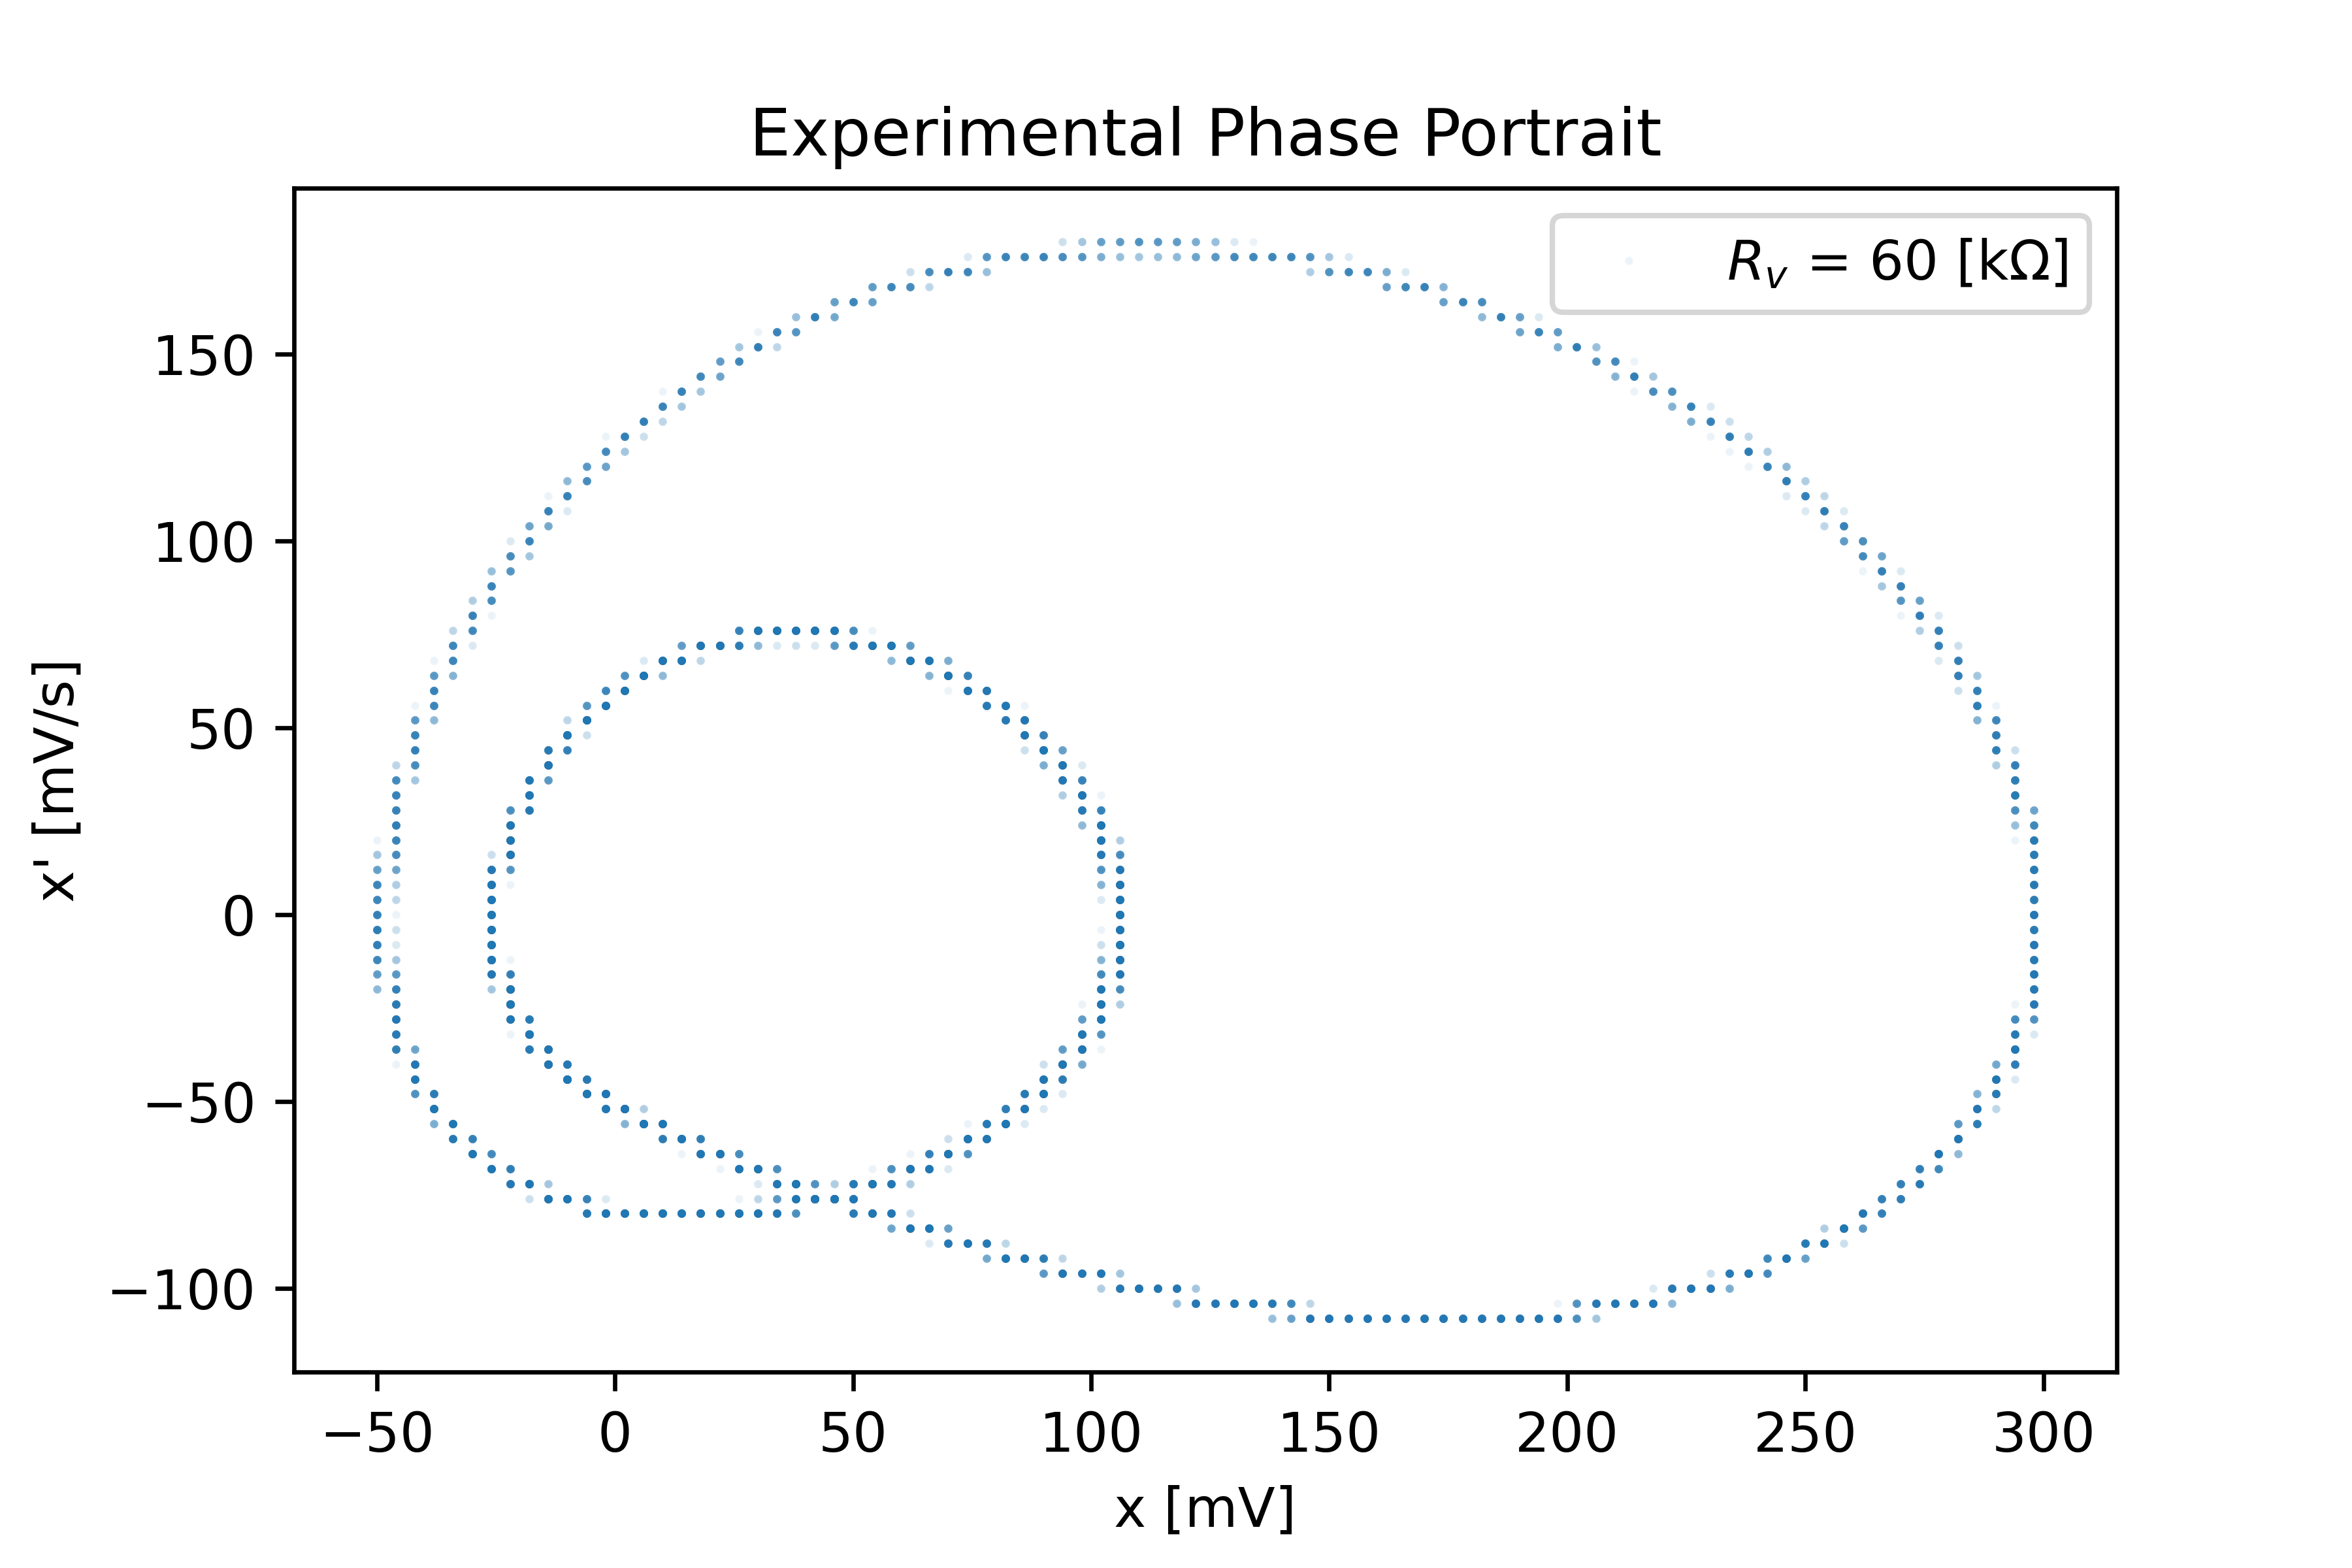 Experimental Phase Portrait
Rᵥ = 60 [kΩ]
x' [mV/s]
150
100
50
0
−50
−100
−50 0 50 100 150 200 250 300
x [mV]